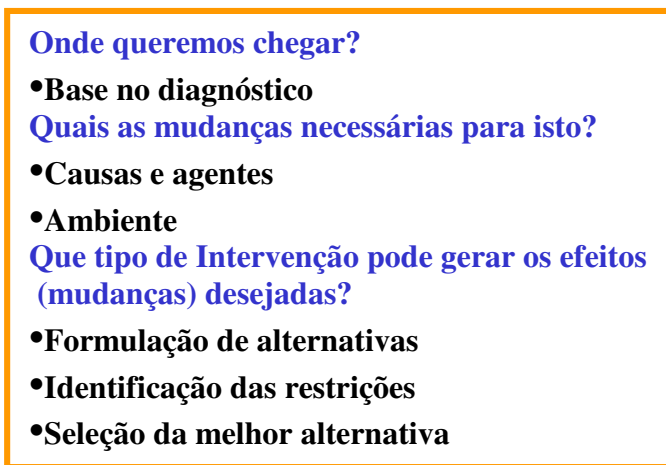 Onde queremos chegar?
•Base no diagnóstico
Quais as mudanças necessárias para isto?
•Causas e agentes
•Ambiente
Que tipo de Intervenção pode gerar os efeitos
(mudanças) desejadas?
•Formulação de alternativas
•Identificação das restrições
•Seleção da melhor alternativa